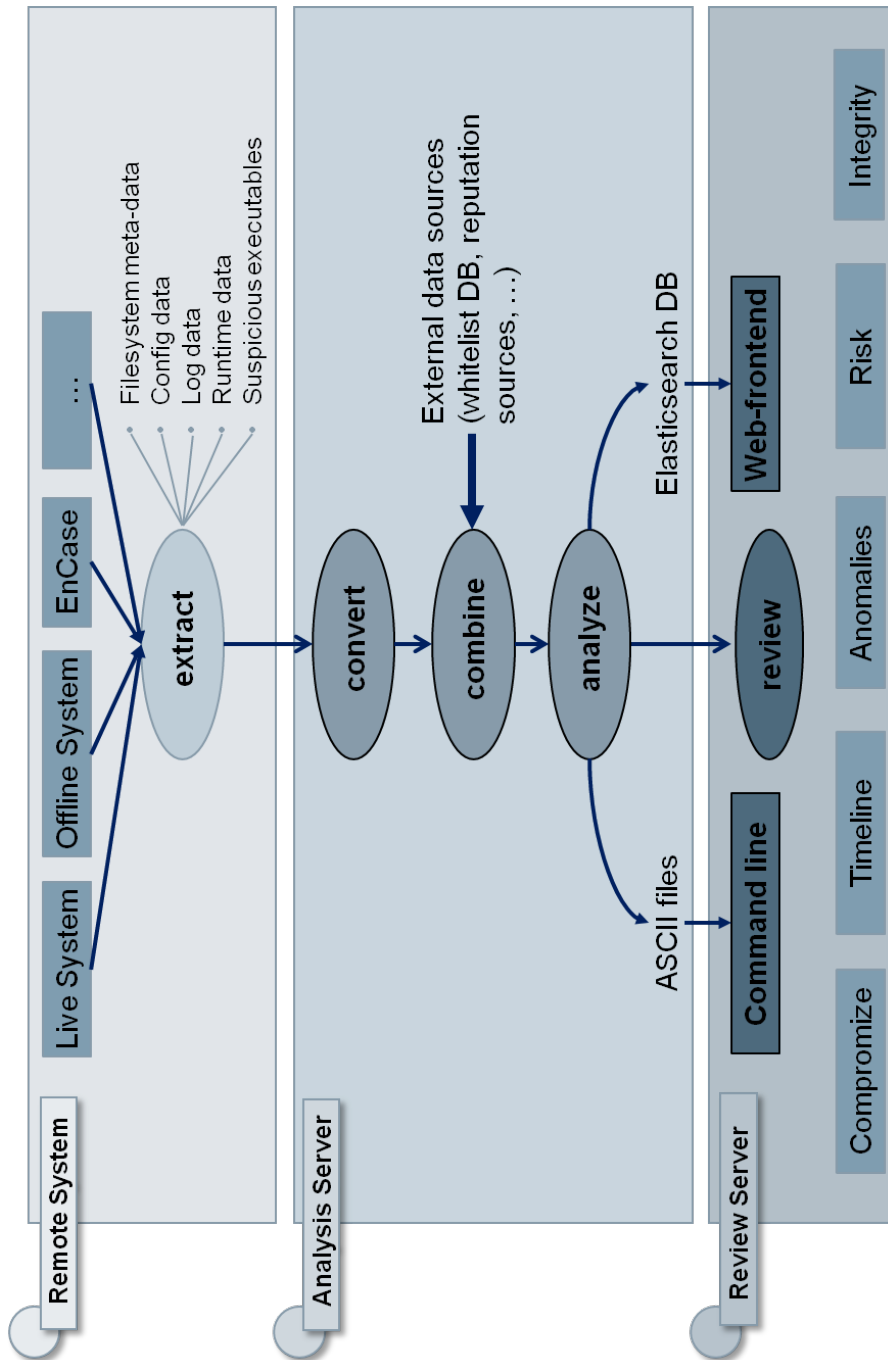 Remote System
Live System
Offline System
EnCase
...
extract
Filesystem meta-data
Config data
Log data
Runtime data
Suspicious executables
Analysis Server
convert
combine
External data sources
(whitelist DB, reputation
sources, ...)
analyze
ASCII files
Elasticsearch DB
Review Server
Command line
review
Web-frontend
Compromize
Timeline
Anomalies
Risk
Integrity